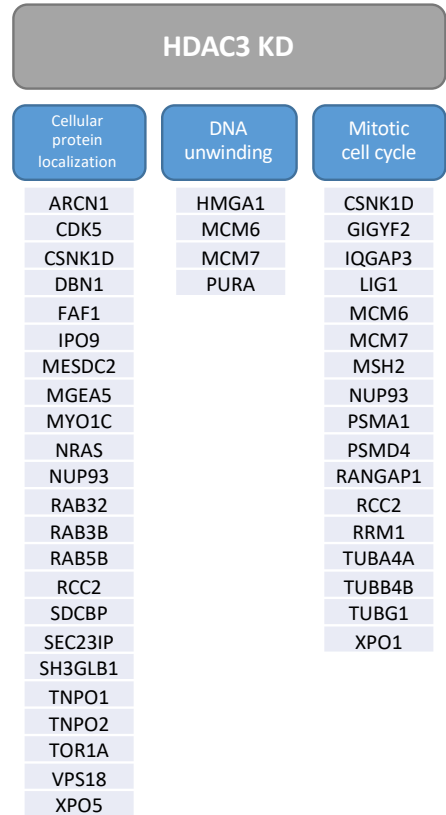 HDAC3 KD
Cellular
protein
localization
ARCN1
CDK5
CSNK1D
DBN1
FAF1
IPO9
MESDC2
MGEA5
MYO1C
NRAS
NUP93
RAB32
RAB3B
RAB5B
RCC2
SDCBP
SEC23IP
SH3GLB1
TNPO1
TNPO2
TOR1A
VPS18
XPO5
DNA
unwinding
HMGA1
MCM6
MCM7
PURA
Mitotic
cell cycle
CSNK1D
GIGYF2
IQGAP3
LIG1
MCM6
MCM7
MSH2
NUP93
PSMA1
PSMD4
RANGAP1
RCC2
RRM1
TUBA4A
TUBB4B
TUBG1
XPO1